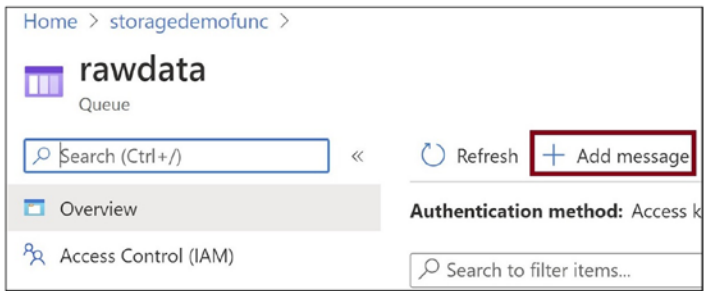 Home > storagedemofunc >
rawdata
Queue
Search (Ctrl+/)
«
Refresh + Add message
Overview
Authentication method: Access k
Access Control (IAM)
Search to filter items...